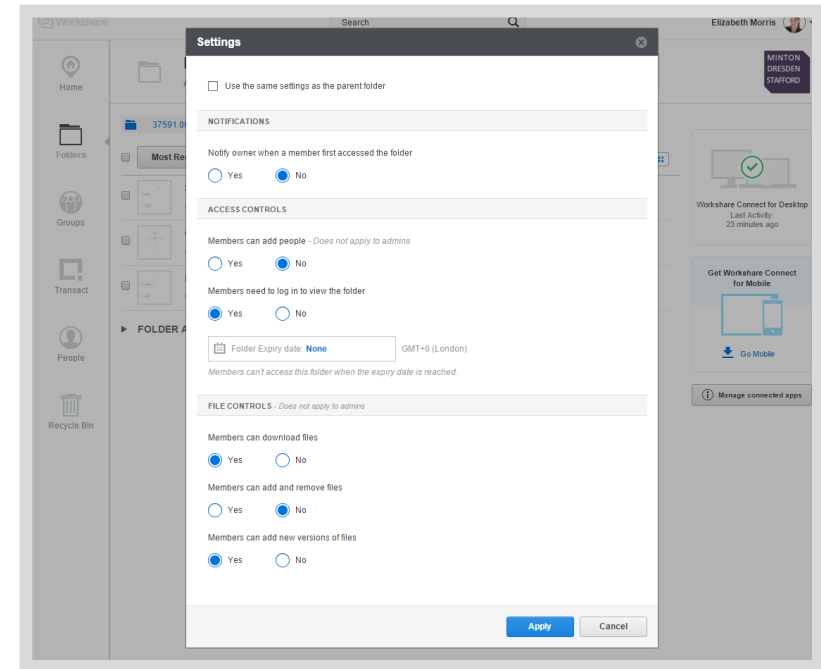 Workshare
Search
Elizabeth Morris
Settings
MINTON
DRESDEN
STAFFORD
Home
Use the same settings as the parent folder
37591.0
NOTIFICATIONS
Folders
Most Re
Notify owner when a member first accessed the folder
Yes No
Workshare Connect for Desktop
Last Activity:
23 minutes ago
Groups
ACCESS CONTROLS
Members can add people - Does not apply to admins
Yes No
Get Workshare Connect
for Mobile
Transact
Members need to log in to view the folder
Yes No
FOLDER A
Folder Expiry date: None GMT+0 (London)
People
Go Mobile
Members can't access this folder when the expiry date is reached.
Manage connected apps
FILE CONTROLS - Does not apply to admins
Recycle Bin
Members can download files
Yes No
Members can add and remove files
Yes No
Members can add new versions of files
Yes No
Apply Cancel